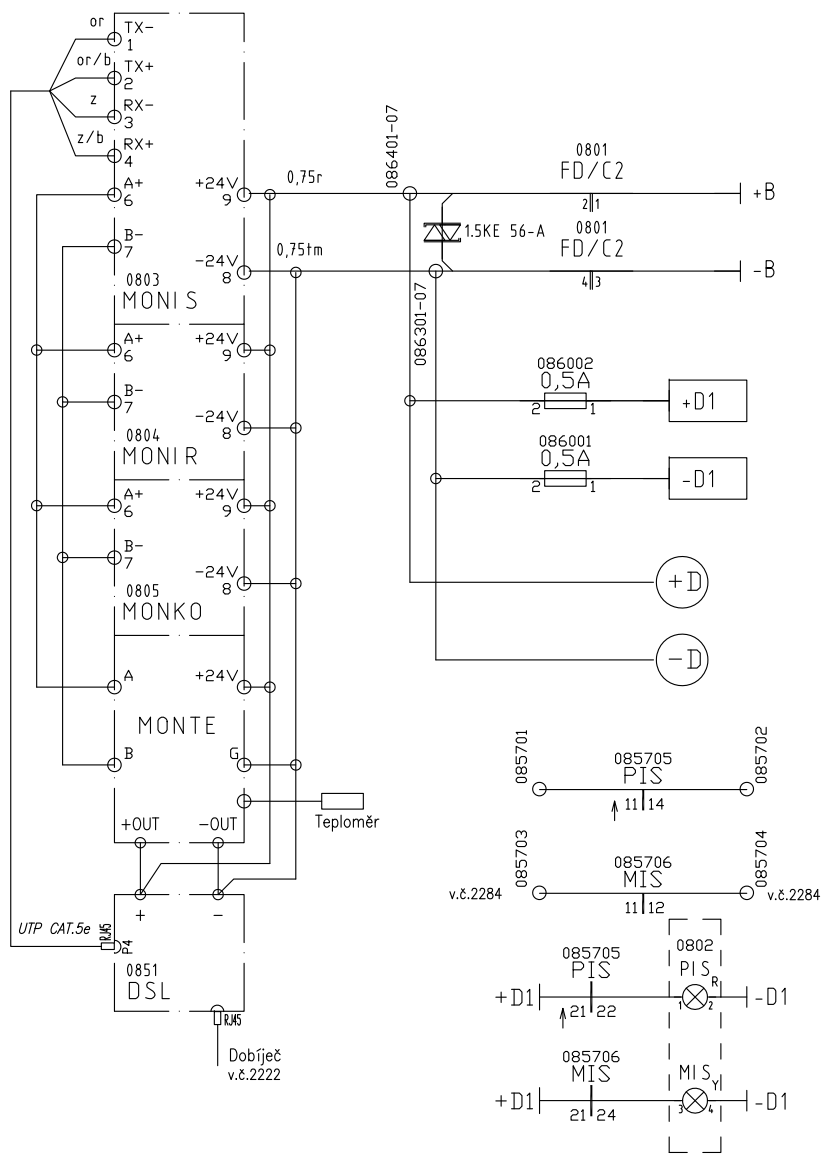 or
TX-
1
or/b
TX+
2
z
RX-
3
z/b
RX+
4
A+
6
+24V
9
B-
7
-24V
8
0803
MONIS
A+
6
+24V
9
B-
7
-24V
8
0804
MONIR
A+
6
+24V
9
B-
7
-24V
8
0805
MONKO
A
+24V
MONTE
B
G
+OUT
-OUT
Teploměr
+
-
UTP CAT.5e
RJ45
P4
0851
DSL
RJ45
Dobíječ
v.č.2222
0,75r
0,75tm
086401-07
086301-07
1.5KE 56-A
0801
FD/C2
2 1
+B
0801
FD/C2
4 3
-B
086002
0,5A
2 1
+D1
086001
0,5A
2 1
-D1
+D
-D
085701
085705
PIS
11 14
085702
085703
v.č.2284
085706
MIS
11 12
085704
v.č.2284
+D1
085705
PIS
21 22
0802
PIS
R
1 2
-D1
+D1
085706
MIS
21 24
MIS
Y
3 4
-D1